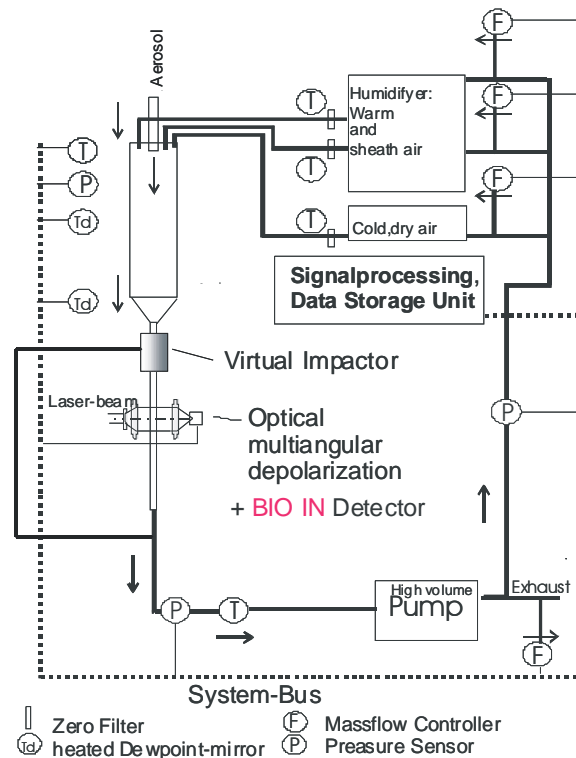 Aerosol
F
F
F
T
T
T
Humidifyer:
Warm
and
sheath air
Cold,dry air
T
P
Td
Td
Signalprocessing,
Data Storage Unit
Virtual Impactor
Laser-beam
Optical
multiangular
depolarization
+ BIO IN Detector
P
P
T
High volume
Pump
Exhaust
F
System-Bus
Zero Filter
Td heated Dewpoint-mirror
F Massflow Controller
P Preasure Sensor